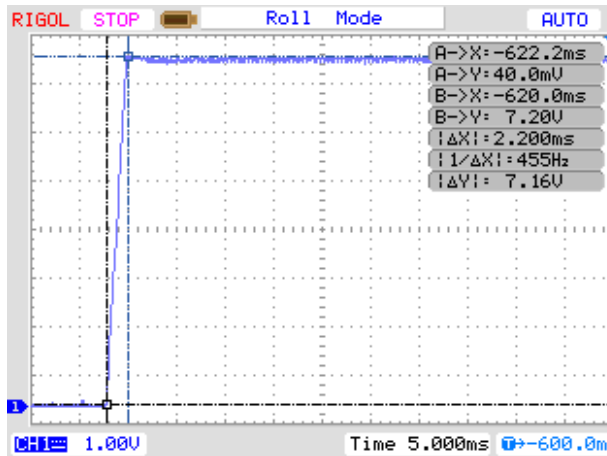 RIGOL STOP Roll Mode AUTO
A->X:-622.2ms
A->Y:40.0mV
B->X:-620.0ms
B->Y: 7.20V
|ΔX|:2.200ms
|1/ΔX|:455Hz
|ΔY|: 7.16V
1
CH1 1.00V Time 5.000ms T→-600.0m